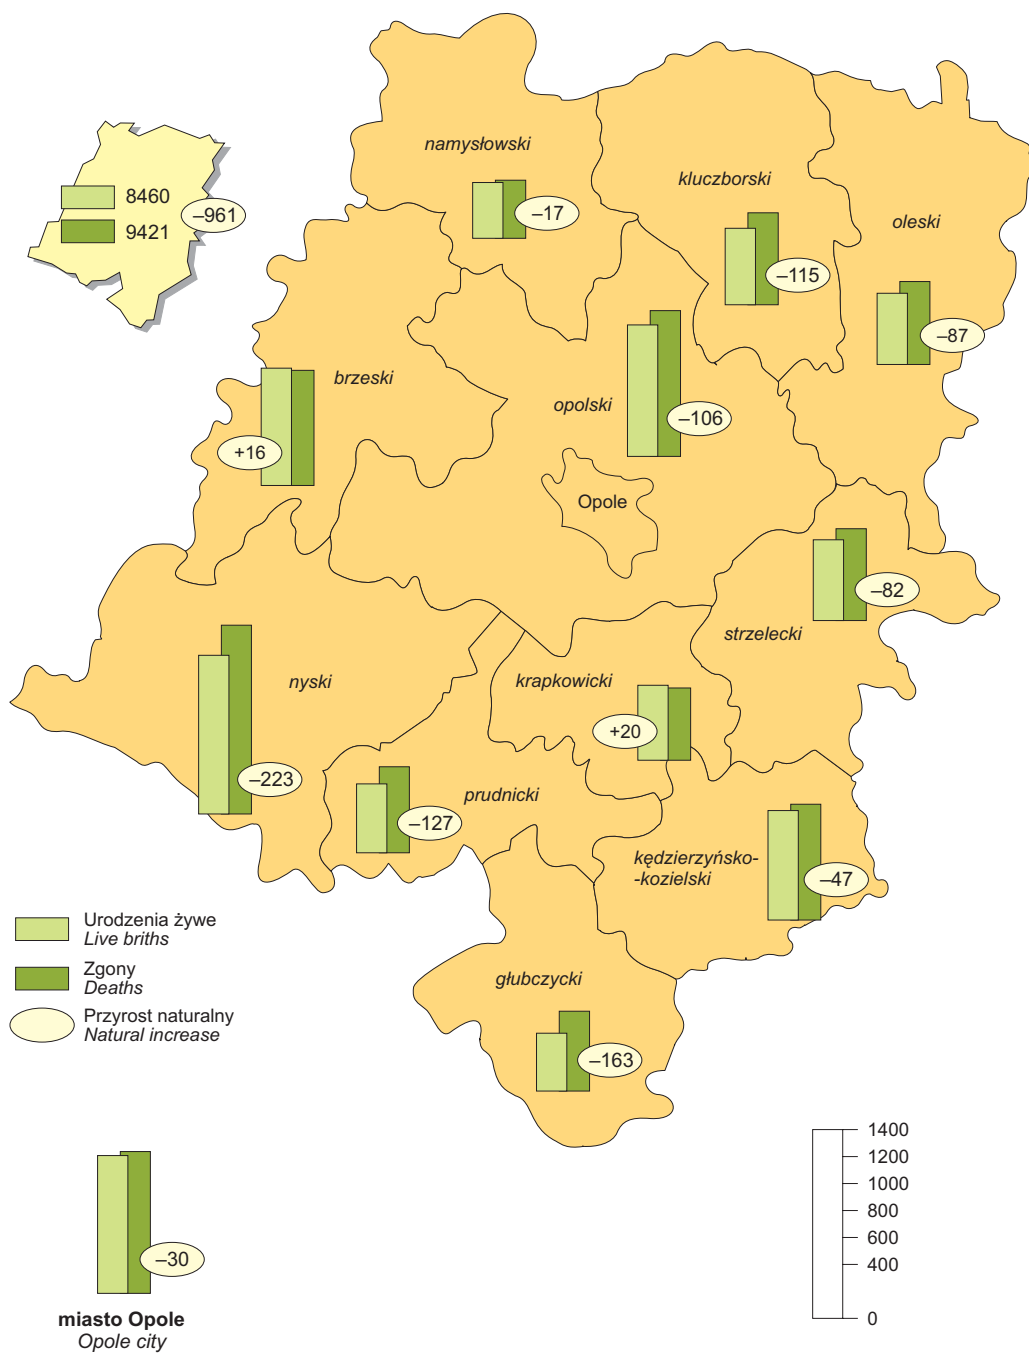 namysłowski
–17
kluczborski
–115
oleski
–87
8460
–961
9421
brzeski
+16
opolski
–106
Opole
–82
strzelecki
nyski
–223
krapkowicki
+20
prudnicki
–127
kędzierzyńsko-
-kozielski
–47
głubczycki
–163
Urodzenia żywe
Live briths
Zgony
Deaths
Przyrost naturalny
Natural increase
–30
miasto Opole
Opole city
1400
1200
1000
800
600
400
0